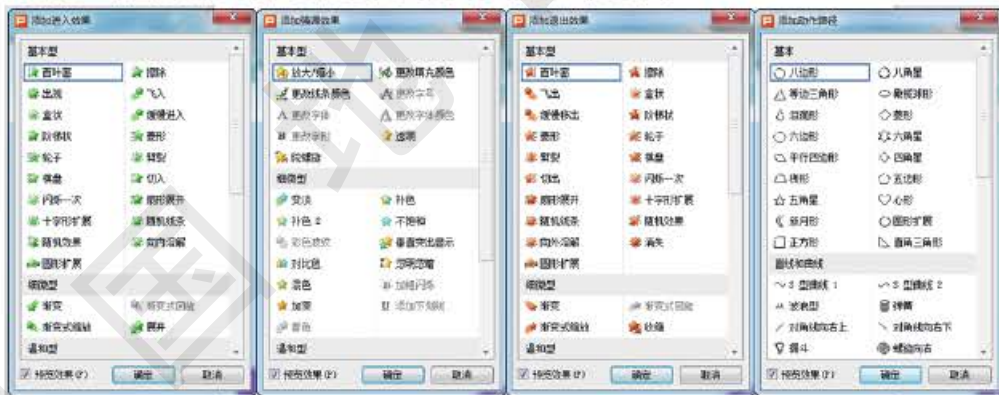 添加进入效果
基本型
百叶窗 擦除
出现 飞入
盒状 缓慢进入
阶梯状 菱形
轮子 劈裂
棋盘 切入
闪烁一次 扇形展开
十字形扩展 随机线条
随机效果 向内溶解
圆形扩展
细微型
渐变 渐变式回旋
渐变式缩放 展开
温和型
预览效果(P) 确定 取消
添加强调效果
基本型
放大/缩小 更改填充颜色
更改线条颜色 更改字号
更改字体 更改字体颜色
更改字形 透明
陀螺旋
细微型
变淡 补色
补色 2 不饱和
彩色波纹 垂直突出显示
对比色 忽明忽暗
混色 加粗闪烁
加深 添加下划线
着色
温和型
预览效果(P) 确定 取消
添加退出效果
基本型
百叶窗 擦除
飞出 盒状
缓慢移出 阶梯状
菱形 轮子
劈裂 棋盘
切出 闪烁一次
扇形展开 十字形扩展
随机线条 随机效果
向外溶解 消失
圆形扩展
细微型
渐变 渐变式回旋
渐变式缩放 收缩
温和型
预览效果(P) 确定 取消
添加动作路径
基本
八边形 八角星
等边三角形 橄榄球形
泪滴形 菱形
六边形 六角星
平行四边形 四角星
梯形 五边形
五角星 心形
新月形 圆形扩展
正方形 直角三角形
直线和曲线
S 型曲线 1 S 型曲线 2
波浪型 弹簧
对角线向右上 对角线向右下
漏斗 螺旋向右
预览效果(P) 确定 取消